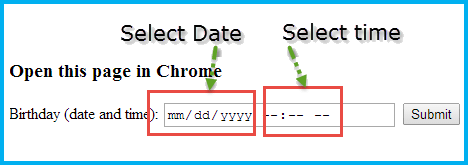 Select Date Select time
Open this page in Chrome
Birthday (date and time): mm/dd/yyyy --:-- -- Submit